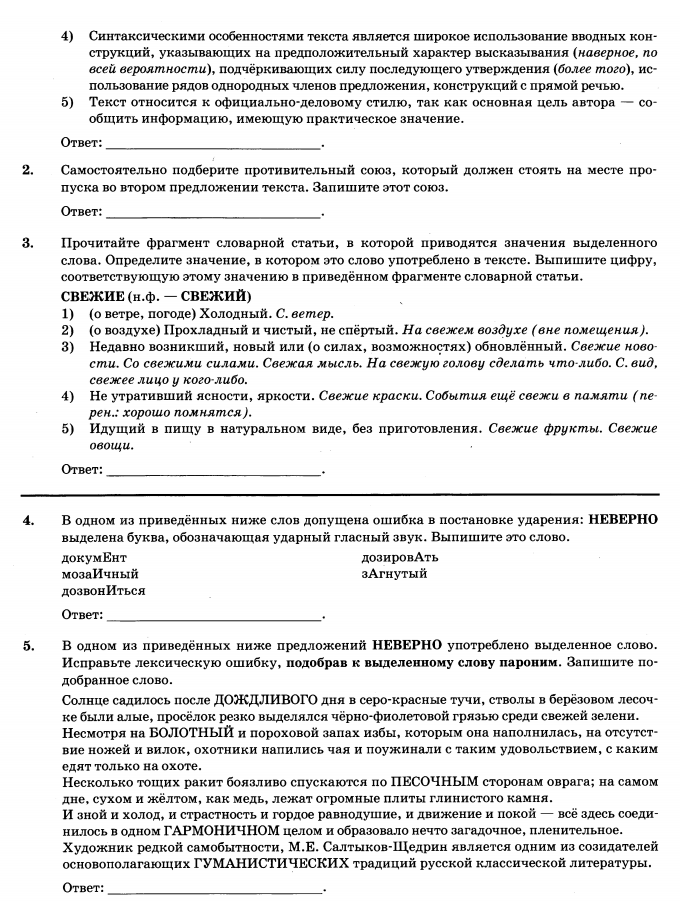 4) Синтаксическими особенностями текста является широкое использование вводных кон-
струкций, указывающих на предположительный характер высказывания (наверное, по
всей вероятности), подчёркивающих силу последующего утверждения (более того), ис-
пользование рядов однородных членов предложения, конструкций с прямой речью.
5) Текст относится к официально-деловому стилю, так как основная цель автора — со-
общить информацию, имеющую практическое значение.
Ответ: ______________________________.
2. Самостоятельно подберите противительный союз, который должен стоять на месте про-
пуска во втором предложении текста. Запишите этот союз.
Ответ: ______________________________.
3. Прочитайте фрагмент словарной статьи, в которой приводятся значения выделенного
слова. Определите значение, в котором это слово употреблено в тексте. Выпишите цифру,
соответствующую этому значению в приведённом фрагменте словарной статьи.
СВЕЖИЕ (н.ф. — СВЕЖИЙ)
1) (о ветре, погоде) Холодный. С. ветер.
2) (о воздухе) Прохладный и чистый, не спёртый. На свежем воздухе (вне помещения).
3) Недавно возникший, новый или (о силах, возможностях) обновлённый. Свежие ново-
сти. Со свежими силами. Свежая мысль. На свежую голову сделать что-либо. С. вид,
свежее лицо у кого-либо.
4) Не утративший ясности, яркости. Свежие краски. События ещё свежи в памяти (пе-
рен.: хорошо помнятся).
5) Идущий в пищу в натуральном виде, без приготовления. Свежие фрукты. Свежие
овощи.
Ответ: ______________________________.
4. В одном из приведённых ниже слов допущена ошибка в постановке ударения: НЕВЕРНО
выделена буква, обозначающая ударный гласный звук. Выпишите это слово.
докумЕнт дозировАть
мозаИчный зАгнутый
дозвонИться
Ответ: ______________________________.
5. В одном из приведённых ниже предложений НЕВЕРНО употреблено выделенное слово.
Исправьте лексическую ошибку, подобрав к выделенному слову пароним. Запишите по-
добранное слово.
Солнце садилось после ДОЖДЛИВОГО дня в серо-красные тучи, стволы в берёзовом лесоч-
ке были алые, просёлок резко выделялся чёрно-фиолетовой грязью среди свежей зелени.
Несмотря на БОЛОТНЫЙ и пороховой запах избы, которым она наполнилась, на отсутст-
вие ножей и вилок, охотники напились чая и поужинали с таким удовольствием, с каким
едят только на охоте.
Несколько тощих ракит боязливо спускаются по ПЕСОЧНЫМ сторонам оврага; на самом
дне, сухом и жёлтом, как медь, лежат огромные плиты глинистого камня.
И зной и холод, и страстность и гордое равнодушие, и движение и покой — всё здесь соеди-
нилось в одном ГАРМОНИЧНОМ целом и образовало нечто загадочное, пленительное.
Художник редкой самобытности, М.Е. Салтыков-Щедрин является одним из созидателей
основополагающих ГУМАНИСТИЧЕСКИХ традиций русской классической литературы.
Ответ: ______________________________.